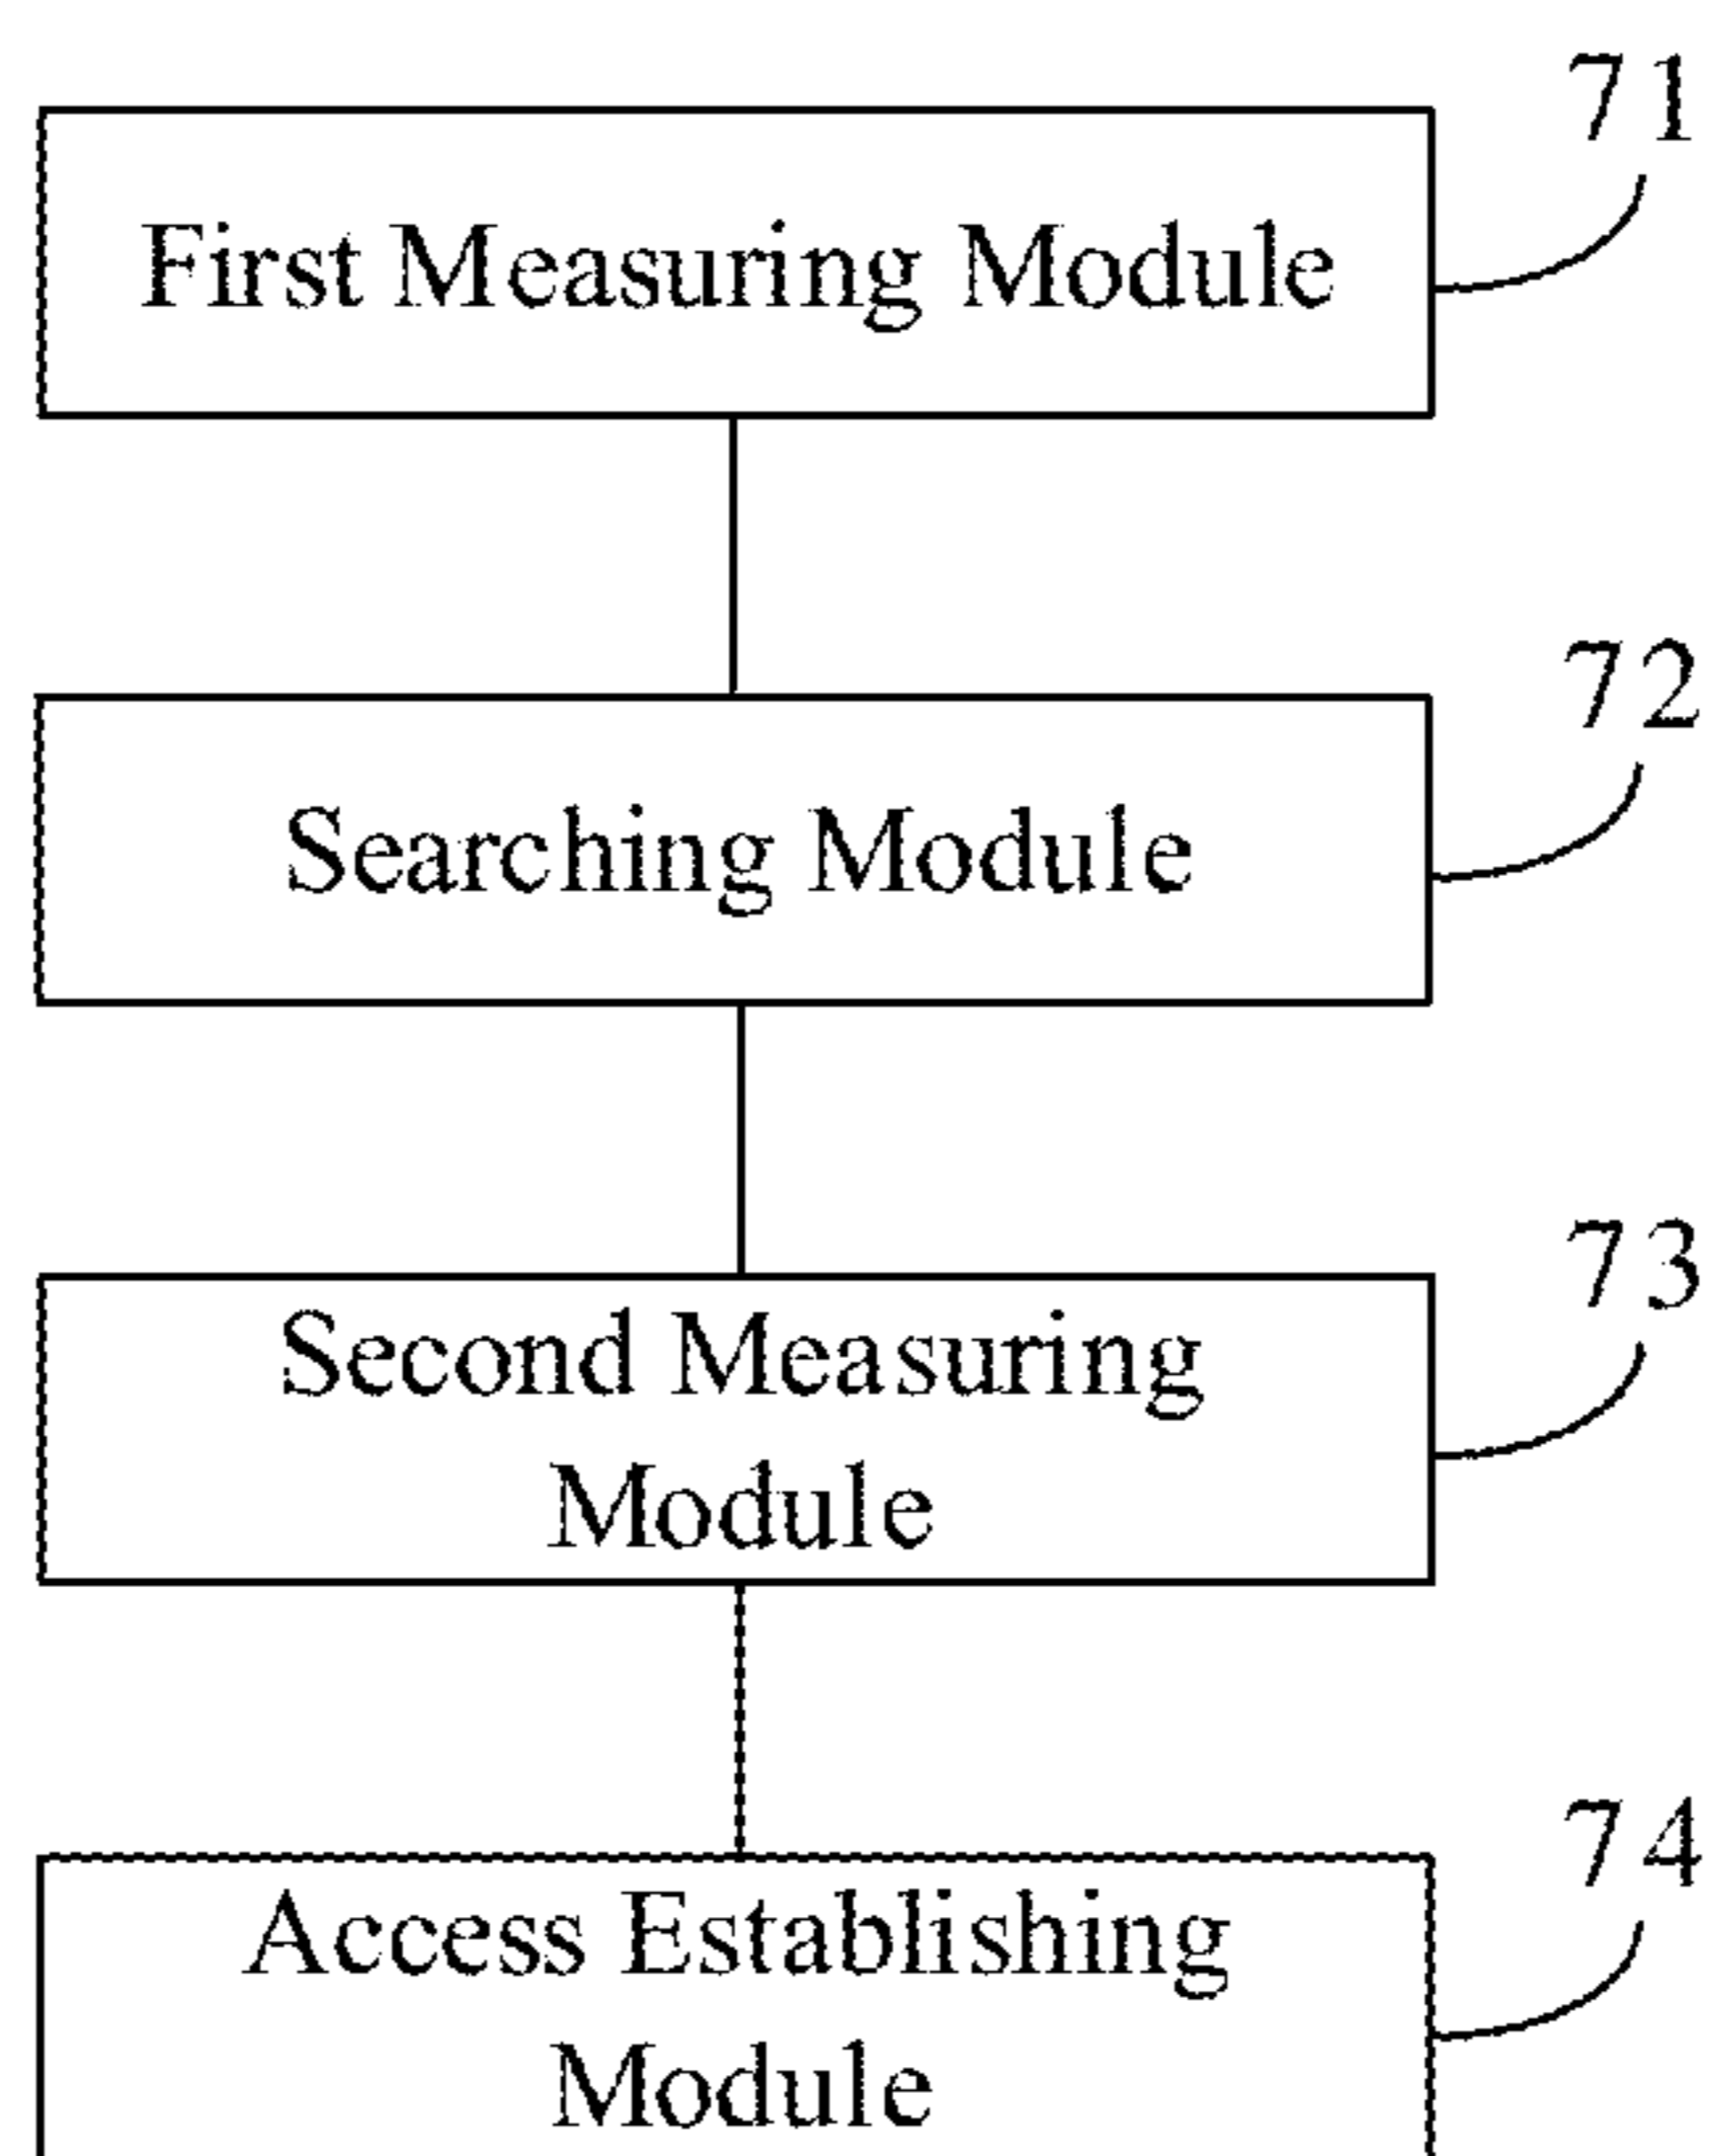 71
First Measuring Module
72
Searching Module
73
Second Measuring
Module
74
Access Establishing
Module